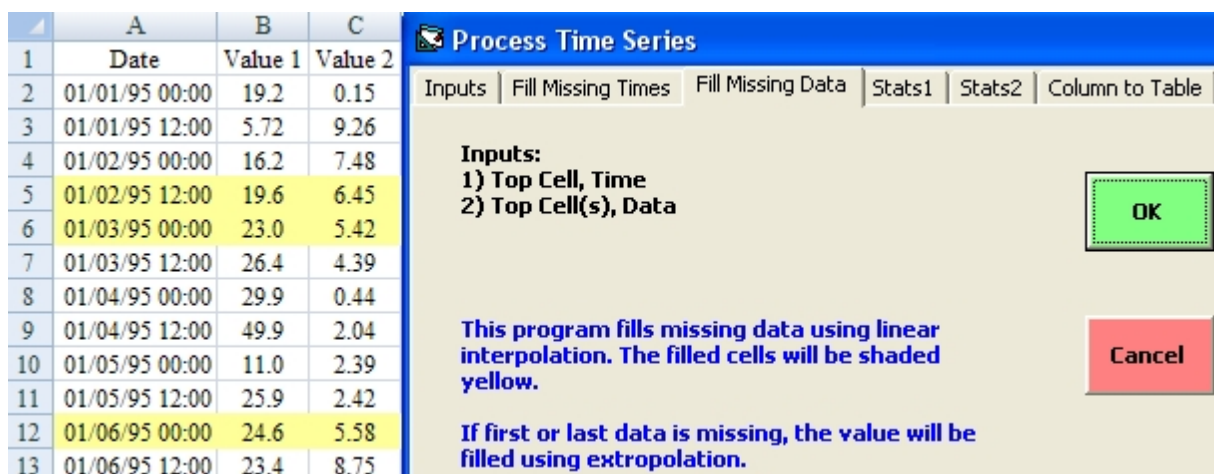 A B C
1 Date Value 1 Value 2
2 01/01/95 00:00 19.2 0.15
3 01/01/95 12:00 5.72 9.26
4 01/02/95 00:00 16.2 7.48
5 01/02/95 12:00 19.6 6.45
6 01/03/95 00:00 23.0 5.42
7 01/03/95 12:00 26.4 4.39
8 01/04/95 00:00 29.9 0.44
9 01/04/95 12:00 49.9 2.04
10 01/05/95 00:00 11.0 2.39
11 01/05/95 12:00 25.9 2.42
12 01/06/95 00:00 24.6 5.58
13 01/06/95 12:00 23.4 8.75
Process Time Series
Inputs Fill Missing Times Fill Missing Data Stats1 Stats2 Column to Table
Inputs:
1) Top Cell, Time
2) Top Cell(s), Data
OK
This program fills missing data using linear
interpolation. The filled cells will be shaded
yellow.
Cancel
If first or last data is missing, the value will be
filled using extropolation.